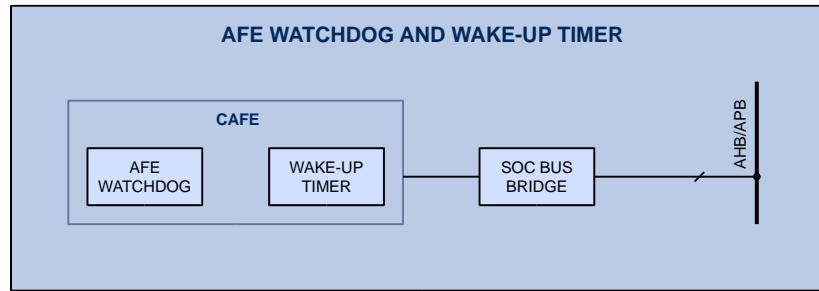 AFE WATCHDOG AND WAKE-UP TIMER
CAFE
AFE
WATCHDOG
WAKE-UP
TIMER
SOC BUS
BRIDGE
AHB/APB